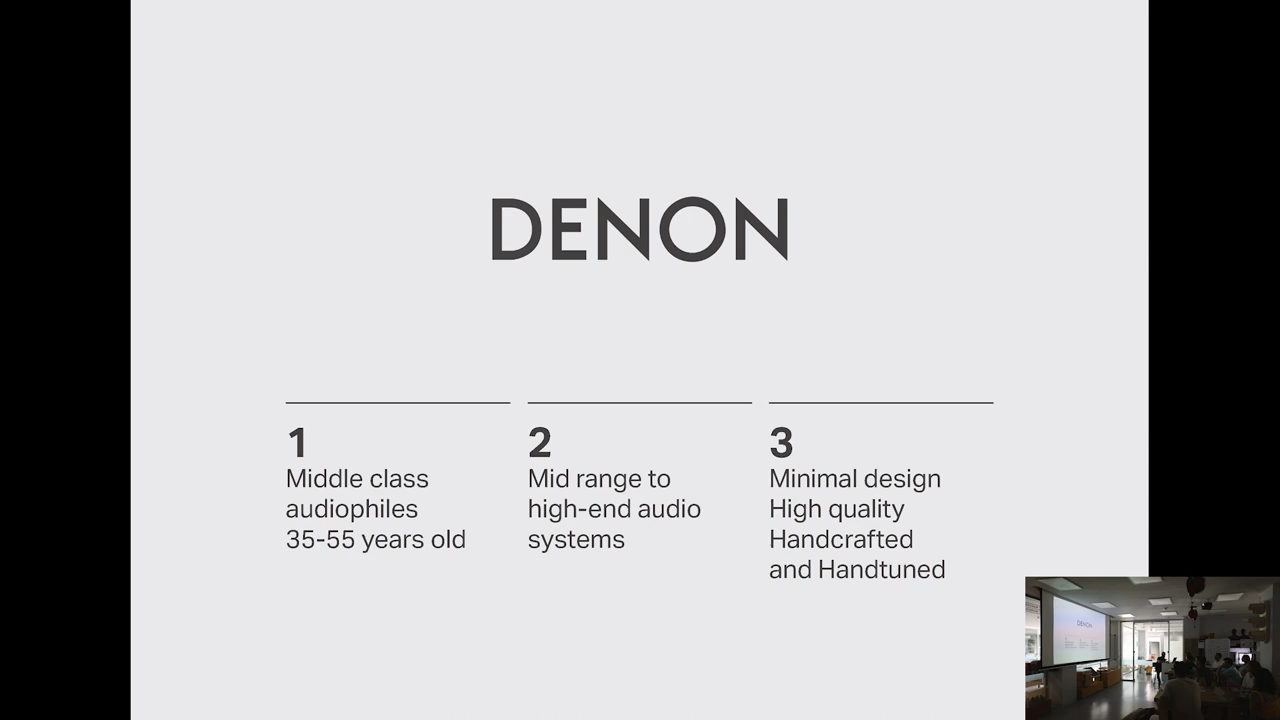 DENON
1
Middle class
audiophiles
35-55 years old
2
Mid range to
high-end audio
systems
3
Minimal design
High quality
Handcrafted
and Handtuned
DENON